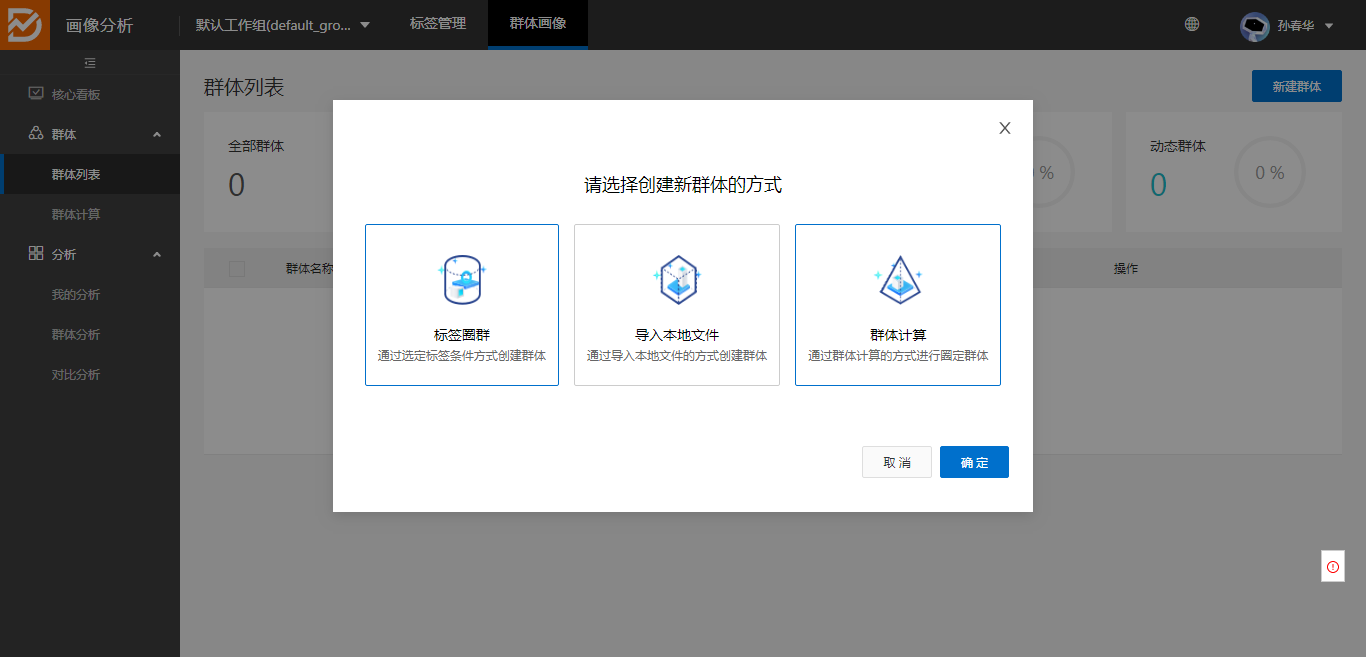 画像分析
默认工作组(default_gro...
标签管理
群体画像
孙春华
核心看板
群体
群体列表
群体计算
分析
我的分析
群体分析
对比分析
群体列表
新建群体
全部群体
0
%
动态群体
0
0 %
群体名称
操作
请选择创建新群体的方式
标签圈群
通过选定标签条件方式创建群体
导入本地文件
通过导入本地文件的方式创建群体
群体计算
通过群体计算的方式进行圈定群体
取 消
确 定